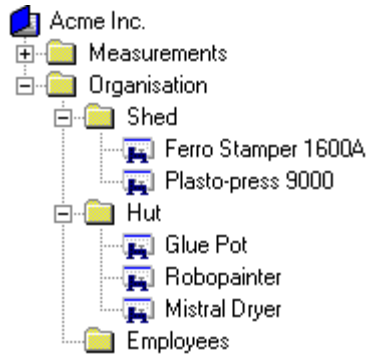 Acme Inc.
Measurements
Organisation
Shed
Ferro Stamper 1600A
Plasto-press 9000
Hut
Glue Pot
Robopainter
Mistral Dryer
Employees